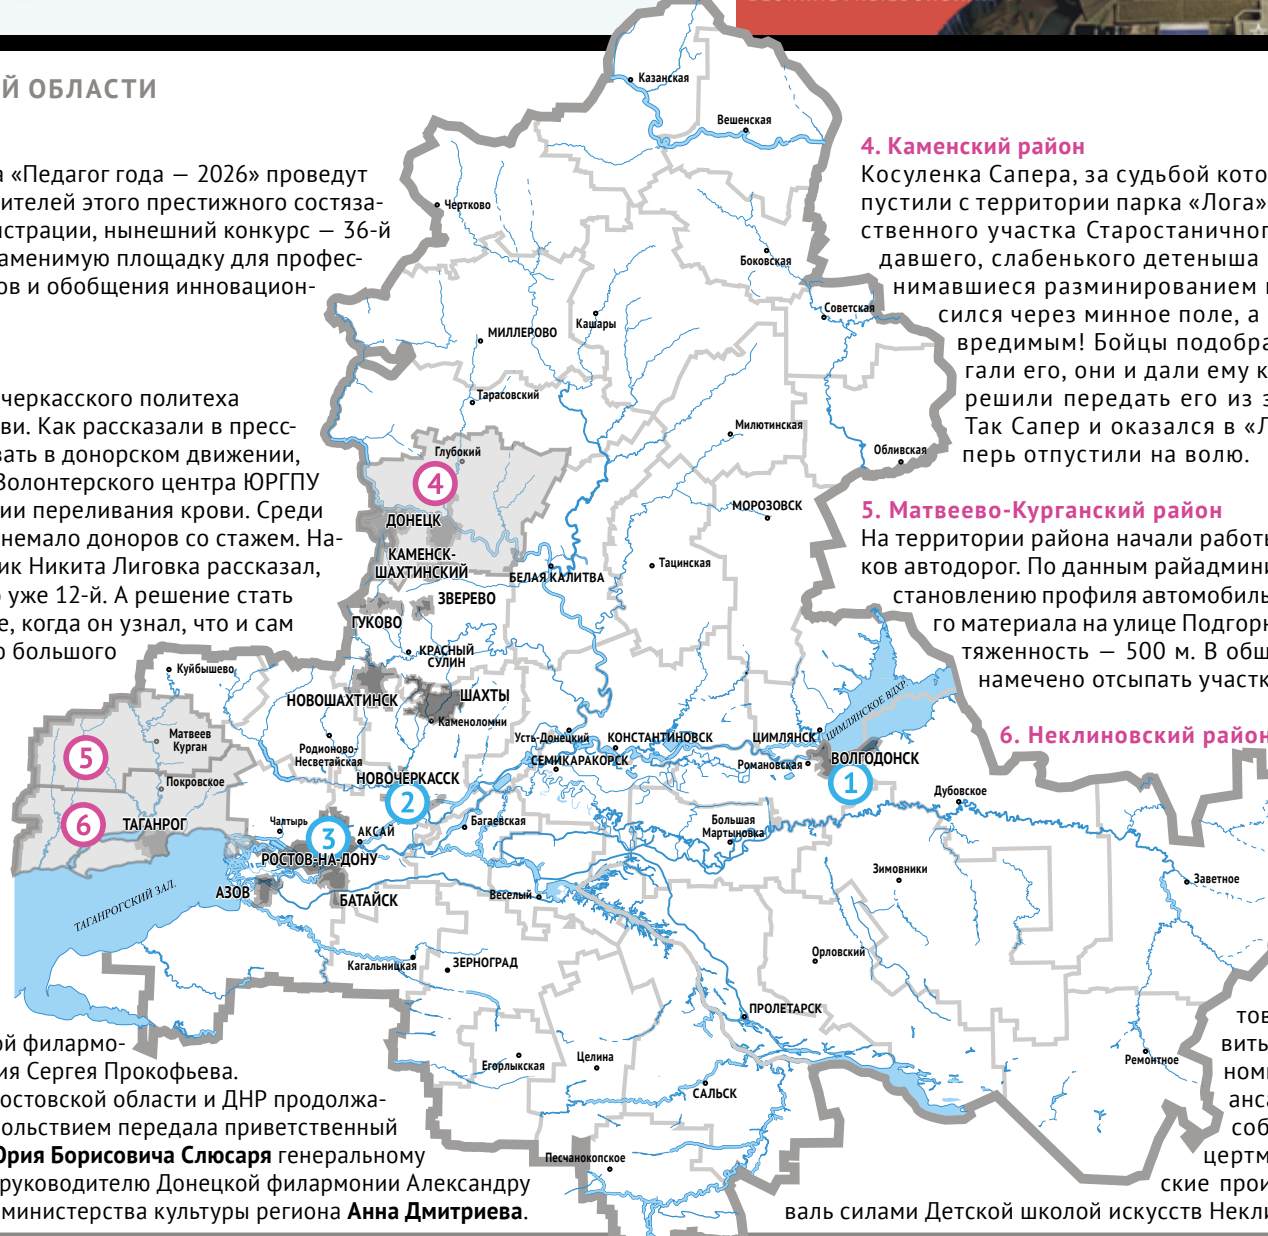 Й ОБЛАСТИ
а «Педагог года — 2026» проведут
ителей этого престижного состяза-
истрации, нынешний конкурс — 36-й
аменимую площадку для профес-
ов и обобщения инновацион-
черкасского политеха
ви. Как рассказали в пресс-
вать в донорском движении,
Волонтерского центра ЮРГПУ
ии переливания крови. Среди
немало доноров со стажем. На-
ик Никита Лиговка рассказал,
о уже 12-й. А решение стать
е, когда он узнал, что и сам
о большого
ой филармо-
ия Сергея Прокофьева.
остовской области и ДНР продолжа-
ольствием передала приветственный
Юрия Борисовича Слюсаря генеральному
руководителю Донецкой филармонии Александру
министерства культуры региона Анна Дмитриева.
Казанская
Вешенская
Чертково
Боковская
Советская
Кашары
МИЛЛЕРОВО
Тарасовский
Милютинская
Обливская
Глубокий
4
ДОНЕЦК
МОРОЗОВСК
КАМЕНСК-
ШАХТИНСКИЙ
БЕЛАЯ КАЛИТВА
Тацинская
ЗВЕРЕВО
ГУКОВО
КРАСНЫЙ
СУЛИН
Куйбышево
НОВОШАХТИНСК
ШАХТЫ
Каменоломни
ЦИМЛЯНСКОЕ ВДХР.
Матвеев
Курган
5
Родионово-
Несветайская
Усть-Донецкий
КОНСТАНТИНОВСК
ЦИМЛЯНСК
СЕМИКАРАКОРСК
Романовская
ВОЛГОДОНСК
1
Покровское
НОВОЧЕРКАССК
2
Дубовское
6
ТАГАНРОГ
Чалтырь
3
АКСАЙ
Багаевская
Большая
Мартыновка
РОСТОВ-НА-ДОНУ
Зимовники
Заветное
АЗОВ
БАТАЙСК
Веселый
ТАГАНРОГСКИЙ ЗАЛ.
Кагальницкая
ЗЕРНОГРАД
Орловский
ПРОЛЕТАРСК
Егорлыкская
Целина
Ремонтное
САЛЬСК
Песчанокопское
4. Каменский район
Косуленка Сапера, за судьбой кото
пустили с территории парка «Лога»
ственного участка Старостаничног
давшего, слабенького детеныша
нимавшиеся разминированием
сился через минное поле, а
вредимым! Бойцы подобра
гали его, они и дали ему к
решили передать его из з
Так Сапер и оказался в «Л
перь отпустили на волю.
5. Матвеево-Курганский район
На территории района начали работь
ков автодорог. По данным райадмини
становлению профиля автомобиль
го материала на улице Подгорн
тяженность — 500 м. В общ
намечено отсыпать участк
6. Неклиновский район
тов
вить
номи
анса
соб
цертм
ские прои
валь силами Детской школой искусств Некли